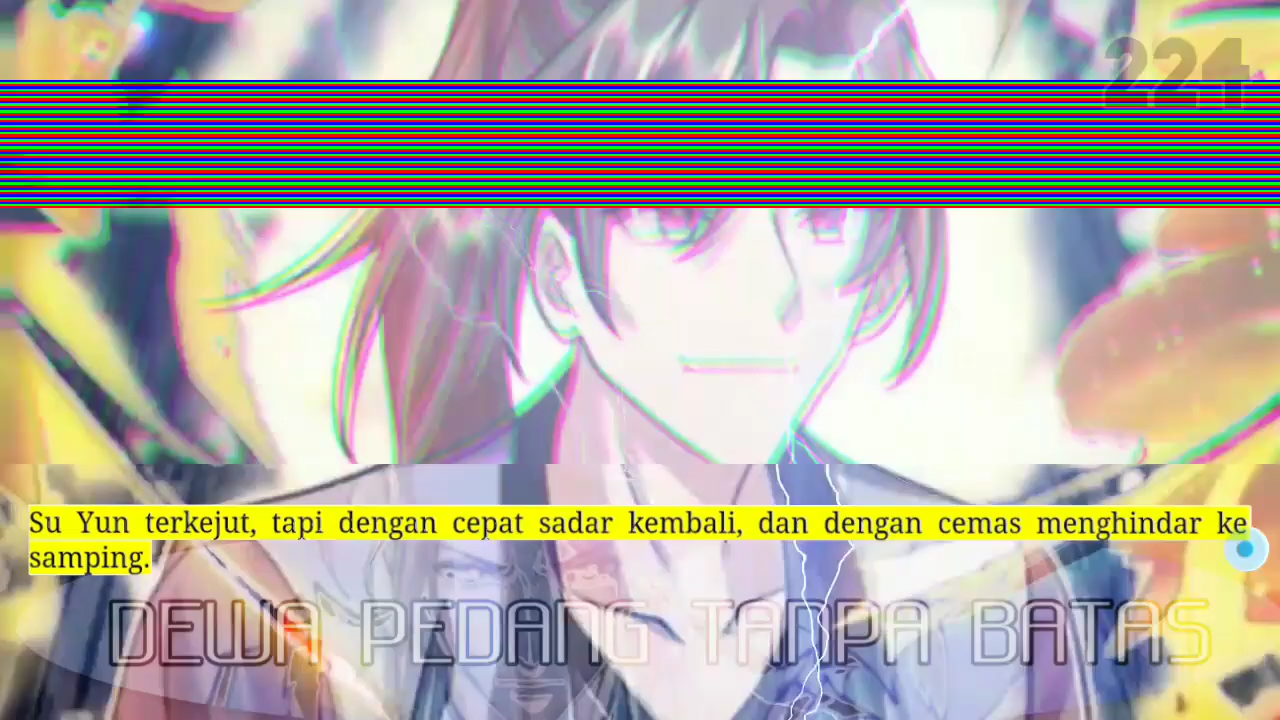 224
Su Yun terkejut, tapi dengan cepat sadar kembali, dan dengan cemas menghindar ke
samping.
DEWA PEDANG TANPA BATAS